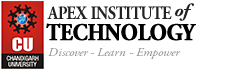 CU
CHANDIGARH
UNIVERSITY
APEX INSTITUTE of
TECHNOLOGY
Discover - Learn - Empower